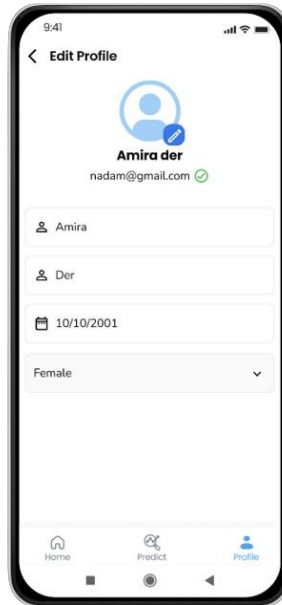 9:41
Edit Profile
Amira der
nadam@gmail.com
Amira
Der
10/10/2001
Female
Home Predict Profile